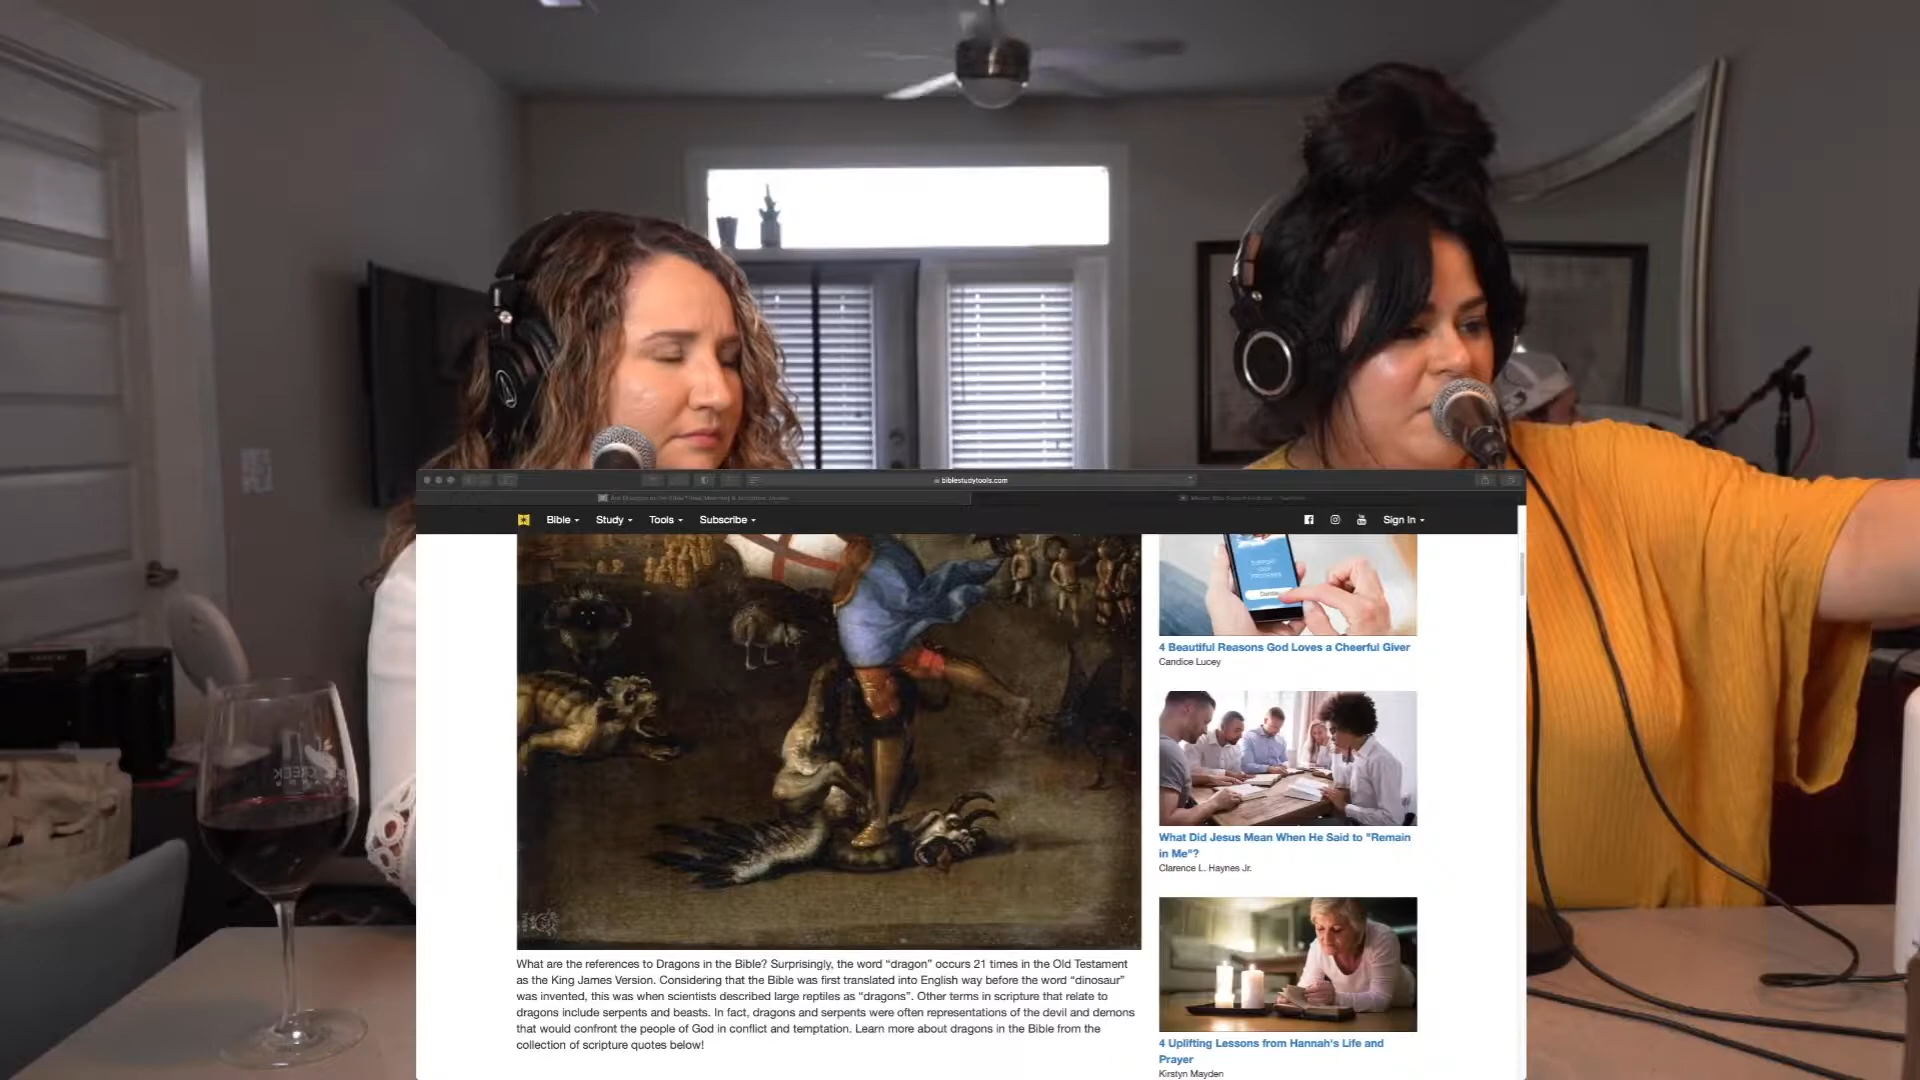 biblestudytools.com
Bible Study Tools Subscribe Sign In
4 Beautiful Reasons God Loves a Cheerful Giver
Candice Lucey
What Did Jesus Mean When He Said to "Remain
in Me"?
Clarence L. Haynes Jr.
What are the references to Dragons in the Bible? Surprisingly, the word “dragon” occurs 21 times in the Old Testament
as the King James Version. Considering that the Bible was first translated into English way before the word “dinosaur”
was invented, this was when scientists described large reptiles as “dragons”. Other terms in scripture that relate to
dragons include serpents and beasts. In fact, dragons and serpents were often representations of the devil and demons
that would confront the people of God in conflict and temptation. Learn more about dragons in the Bible from the
collection of scripture quotes below!
4 Uplifting Lessons from Hannah's Life and
Prayer
Kirstyn Mayden
CREEK